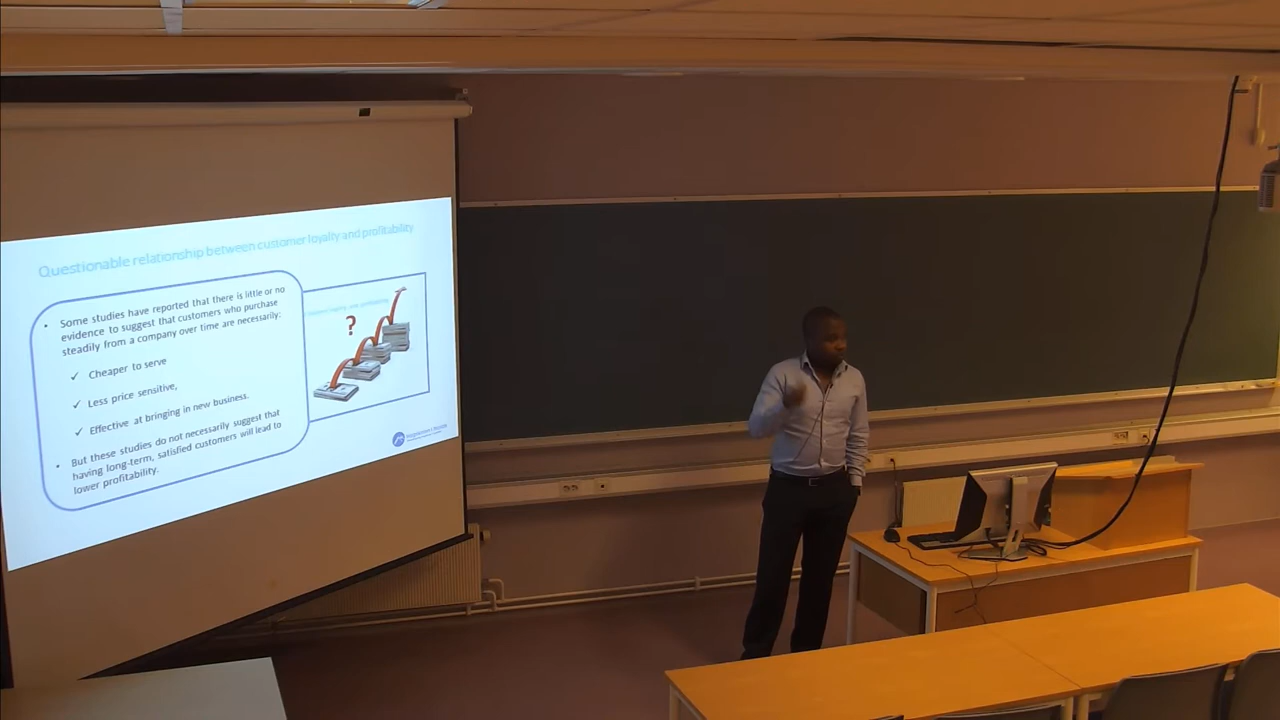 Questionable relationship between customer loyalty and profitability
• Some studies have reported that there is little or no
evidence to suggest that customers who purchase
steadily from a company over time are necessarily:
✓ Cheaper to serve
✓ Less price sensitive,
✓ Effective at bringing in new business.
• But these studies do not necessarily suggest that
having long-term, satisfied customers will lead to
lower profitability.
?